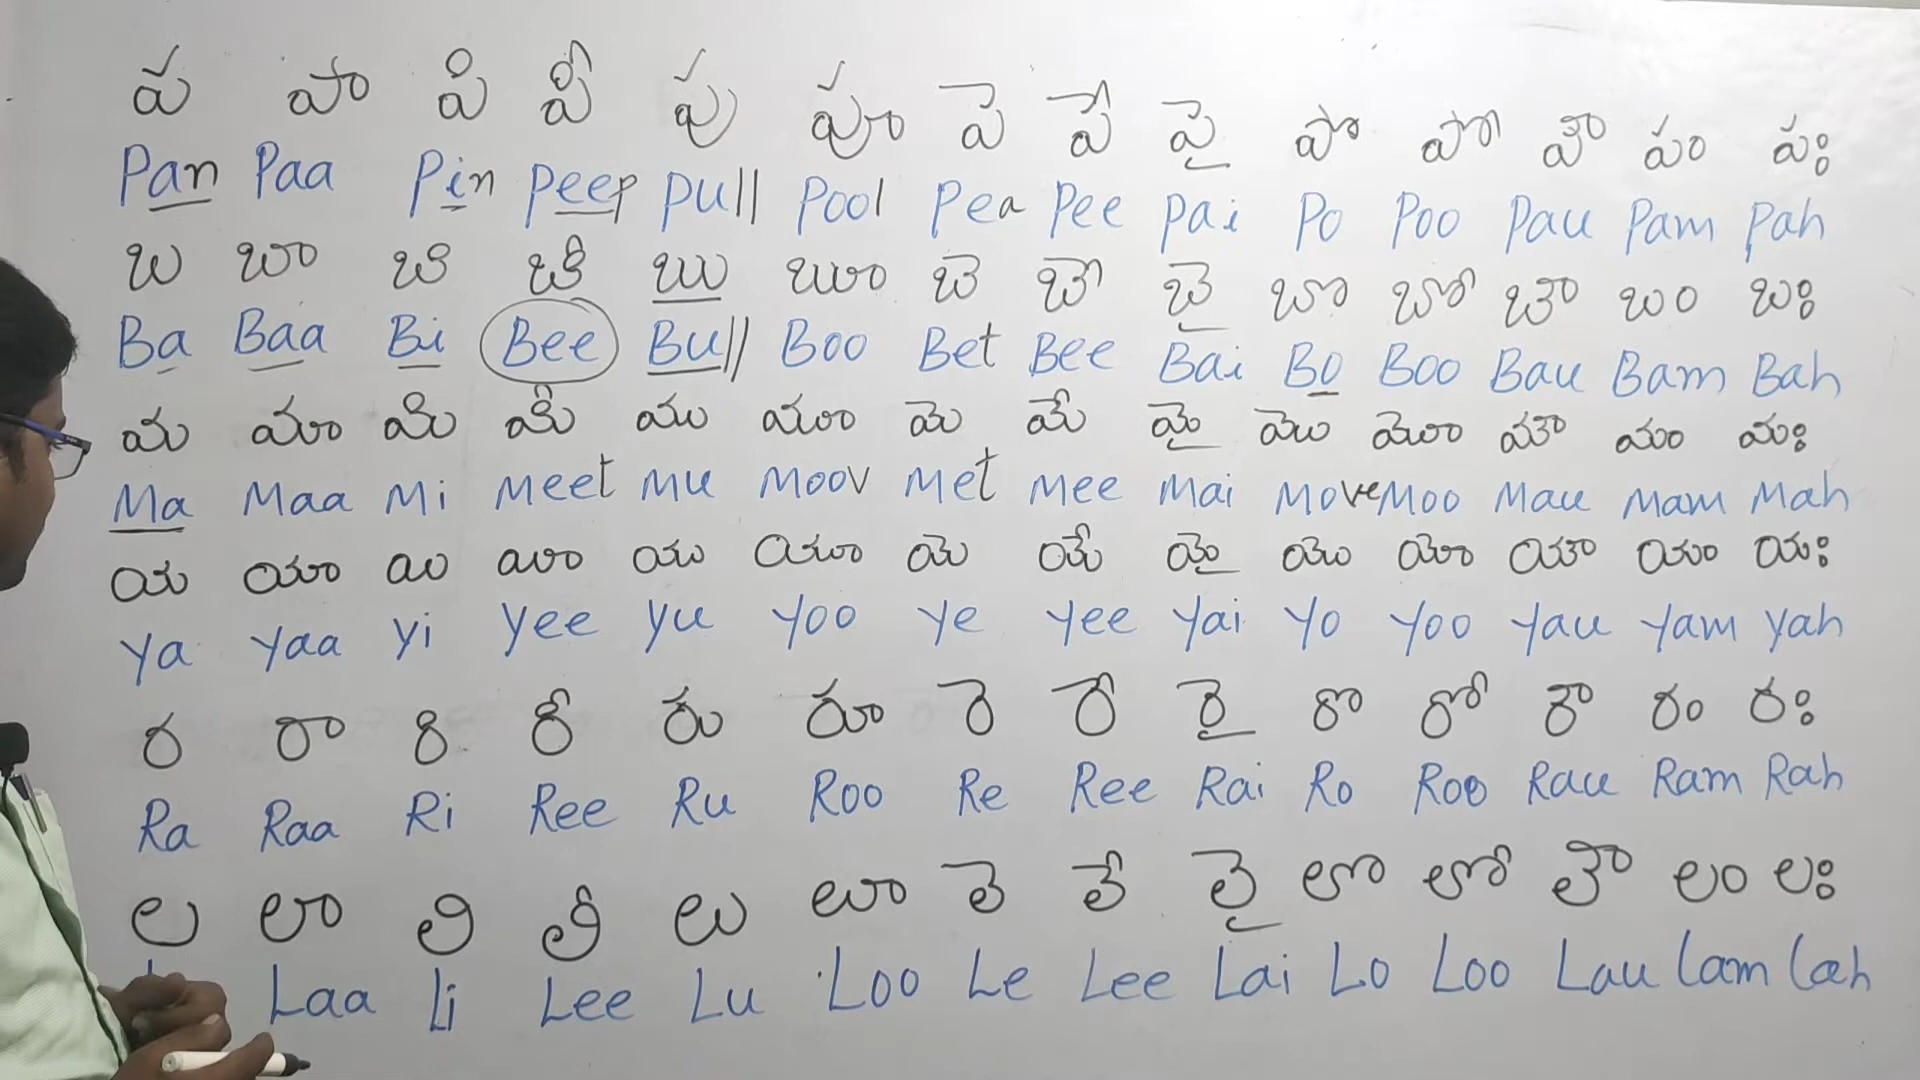 ప పా పి పీ పు పూ పె పే పై పొ పో పౌ పం పః
Pan Paa Pin Peep Pull Pool Pea Pee Pai Po Poo Pau Pam Pah
బ బా బి బీ బు బూ బె బే బై బొ బో బౌ బం బః
Ba Baa Bi Bee Bull Boo Bet Bee Bai Bo Boo Bau Bam Bah
మ మా మి మీ ము మూ మె మే మై మొ మో మౌ మం మః
Ma Maa Mi Meet Mu Moov Met Mee Mai Move Moo Mau Mam Mah
య యా యి యీ యు యూ యె యే యై యొ యో యౌ యం యః
Ya Yaa Yi Yee Yu Yoo Ye Yee Yai Yo Yoo Yau Yam Yah
ర రా రి రీ రు రూ రె రే రై రొ రో రౌ రం రః
Ra Raa Ri Ree Ru Roo Re Ree Rai Ro Roo Rau Ram Rah
ల లా లి లీ లు లూ లె లే లై లొ లో లౌ లం లః
Laa Li Lee Lu Loo Le Lee Lai Lo Loo Lau Lam Lah